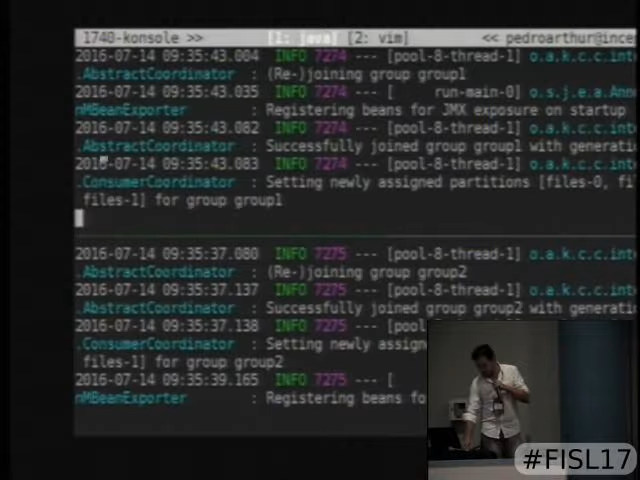 1740-konsole >> [1: java] [2: vim] << pedroarthur@ince
2016-07-14 09:35:43.004 INFO 7274 --- [pool-8-thread-1] o.a.k.c.c.int
.AbstractCoordinator : (Re-)joining group group1
2016-07-14 09:35:43.035 INFO 7274 --- [ run-main-0] o.s.j.e.a.Ann
nMBeanExporter : Registering beans for JMX exposure on startup
2016-07-14 09:35:43.082 INFO 7274 --- [pool-8-thread-1] o.a.k.c.c.int
.AbstractCoordinator : Successfully joined group group1 with generati
2016-07-14 09:35:43.083 INFO 7274 --- [pool-8-thread-1] o.a.k.c.c.int
.ConsumerCoordinator : Setting newly assigned partitions [files-0, fil
files-1] for group group1
2016-07-14 09:35:37.080 INFO 7275 --- [pool-8-thread-1] o.a.k.c.c.int
.AbstractCoordinator : (Re-)joining group group2
2016-07-14 09:35:37.137 INFO 7275 --- [pool-8-thread-1] o.a.k.c.c.int
.AbstractCoordinator : Successfully joined group group2 with generati
2016-07-14 09:35:37.138 INFO 7275 --- [pool
.ConsumerCoordinator : Setting newly assign
files-1] for group group2
2016-07-14 09:35:39.165 INFO 7275 --- [
nMBeanExporter : Registering beans fo
#FISL17